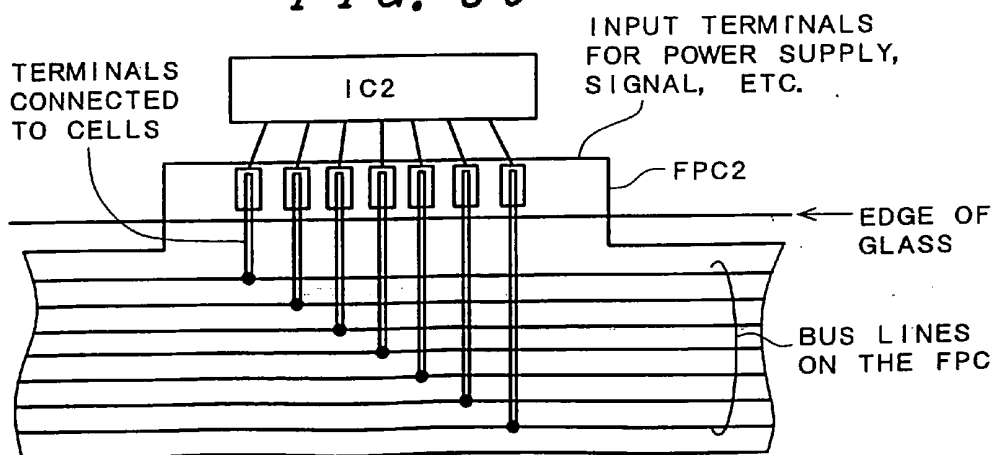 FIG.
INPUT TERMINALS
FOR POWER SUPPLY,
SIGNAL, ETC.
TERMINALS
CONNECTED
TO CELLS
IC2
FPC2
EDGE OF
GLASS
BUS LINES
ON THE FPC